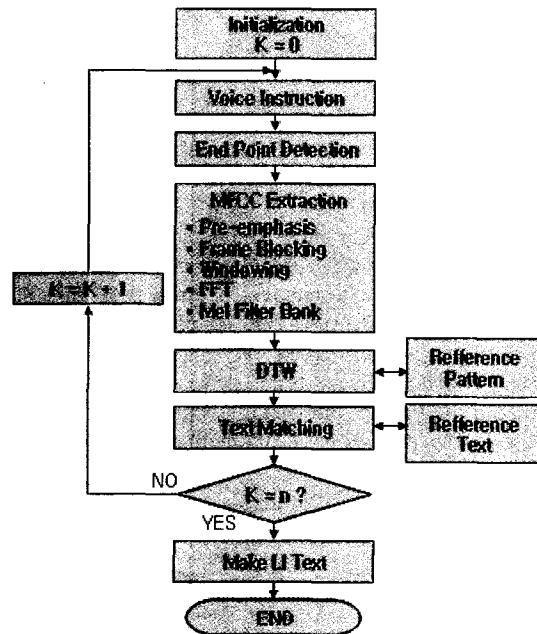 Initialization
K = 0
Voice Instruction
End Point Detection
MFCC Extraction
• Pre-emphasis
• Frame Blocking
• Windowing
• FFT
• Mel Filter Bank
K = K + 1
DTW
Refference
Pattern
Text Matching
Refference
Text
NO
K = n ?
YES
Make LI Text
END